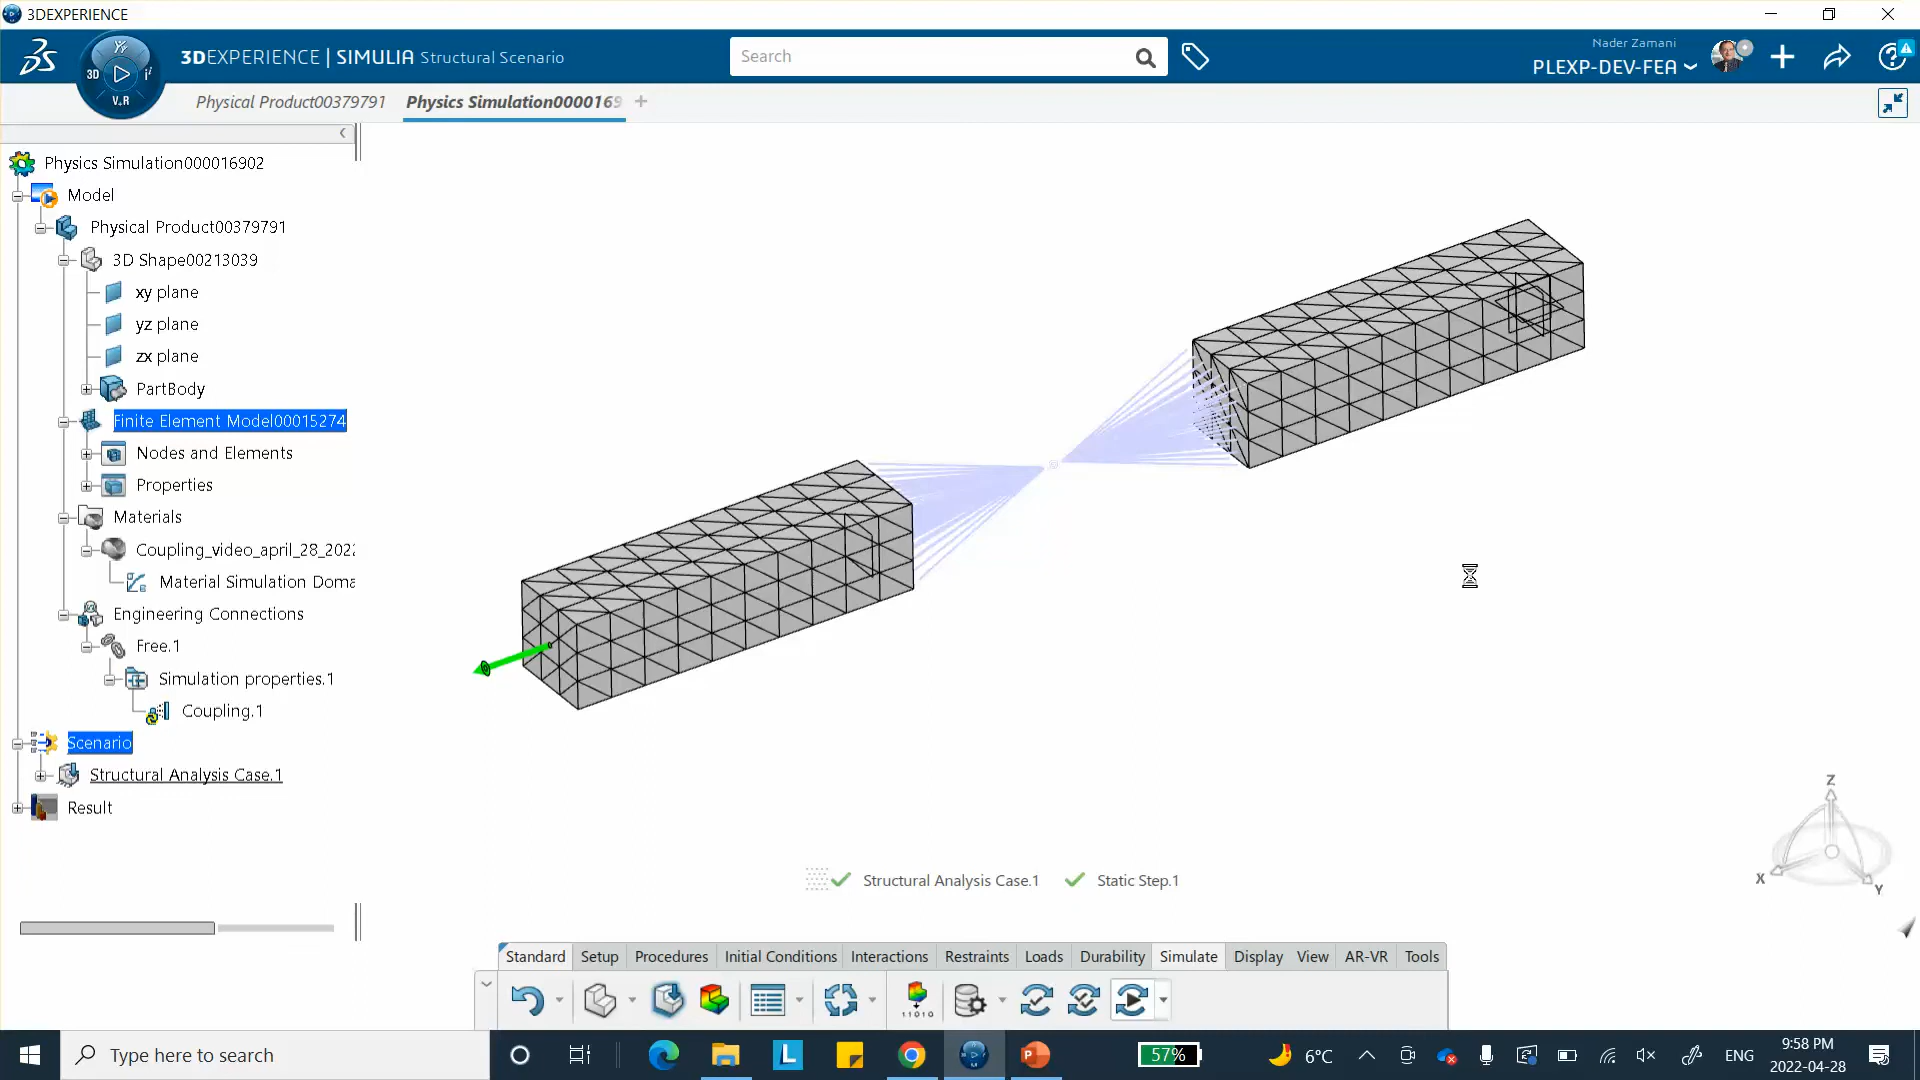 3DEXPERIENCE
3DEXPERIENCE | SIMULIA Structural Scenario
Search
Nader Zamani
PLEXP-DEV-FEA
3D
V.R
Physical Product00379791
Physics Simulation0000169
Physics Simulation000016902
Model
Physical Product00379791
3D Shape00213039
xy plane
yz plane
zx plane
PartBody
Finite Element Model00015274
Nodes and Elements
Properties
Materials
Coupling_video_april_28_2022
Material Simulation Doma
Engineering Connections
Free.1
Simulation properties.1
Coupling.1
Scenario
Structural Analysis Case.1
Result
Z
X
Y
Structural Analysis Case.1
Static Step.1
Standard
Setup
Procedures
Initial Conditions
Interactions
Restraints
Loads
Durability
Simulate
Display
View
AR-VR
Tools
11010
Type here to search
57%
6°C
ENG
9:58 PM
2022-04-28